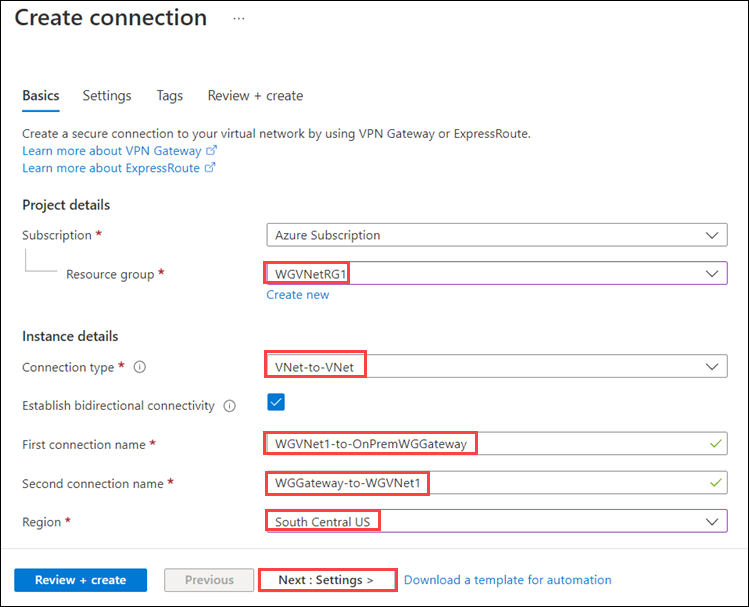 Create connection ...
Basics Settings Tags Review + create
Create a secure connection to your virtual network by using VPN Gateway or ExpressRoute.
Learn more about VPN Gateway
Learn more about ExpressRoute
Project details
Subscription * Azure Subscription
Resource group * WGVNetRG1
Create new
Instance details
Connection type * VNet-to-VNet
Establish bidirectional connectivity
First connection name * WGVNet1-to-OnPremWGGateway
Second connection name * WGGateway-to-WGVNet1
Region * South Central US
Review + create Previous Next : Settings > Download a template for automation